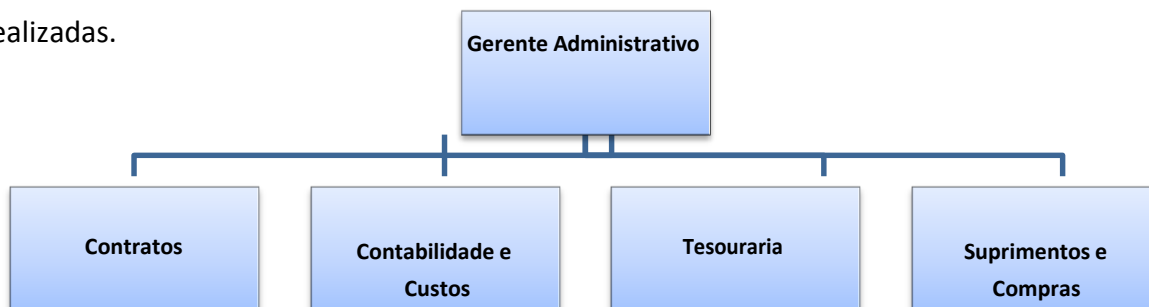 ealizadas.
Gerente Administrativo
Contratos
Contabilidade e
Custos
Tesouraria
Suprimentos e
Compras